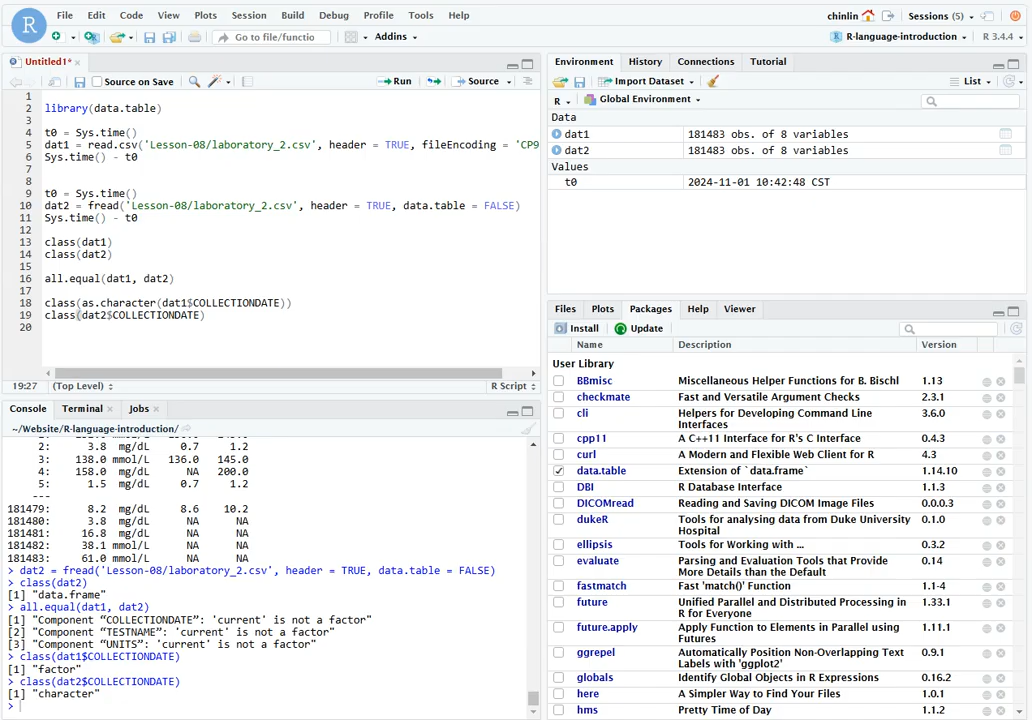 File Edit Code View Plots Session Build Debug Profile Tools Help
chinlin Sessions (5)
Go to file/functio Addins R-language-introduction R 3.4.4
Untitled1*
Source on Save Run Source
1
2 library(data.table)
3
4 t0 = Sys.time()
5 dat1 = read.csv('Lesson-08/laboratory_2.csv', header = TRUE, fileEncoding = 'CP9
6 Sys.time() - t0
7
8
9 t0 = Sys.time()
10 dat2 = fread('Lesson-08/laboratory_2.csv', header = TRUE, data.table = FALSE)
11 Sys.time() - t0
12
13 class(dat1)
14 class(dat2)
15
16 all.equal(dat1, dat2)
17
18 class(as.character(dat1$COLLECTIONDATE))
19 class(dat2$COLLECTIONDATE)
20
19:27 (Top Level) R Script
Console Terminal Jobs
~/Website/R-language-introduction/
2: 3.8 mg/dL 0.7 1.2
3: 138.0 mmol/L 136.0 145.0
4: 158.0 mg/dL NA 200.0
5: 1.5 mg/dL 0.7 1.2
---
181479: 8.2 mg/dL 8.6 10.2
181480: 3.8 mg/dL NA NA
181481: 16.8 mg/dL NA NA
181482: 38.1 mmol/L NA NA
181483: 61.0 mmol/L NA NA
> dat2 = fread('Lesson-08/laboratory_2.csv', header = TRUE, data.table = FALSE)
> class(dat2)
[1] "data.frame"
> all.equal(dat1, dat2)
[1] "Component “COLLECTIONDATE”: 'current' is not a factor"
[2] "Component “TESTNAME”: 'current' is not a factor"
[3] "Component “UNITS”: 'current' is not a factor"
> class(dat1$COLLECTIONDATE)
[1] "factor"
> class(dat2$COLLECTIONDATE)
[1] "character"
>
Environment History Connections Tutorial
Import Dataset List
R Global Environment
Data
dat1 181483 obs. of 8 variables
dat2 181483 obs. of 8 variables
Values
t0 2024-11-01 10:42:48 CST
Files Plots Packages Help Viewer
Install Update
Name Description Version
User Library
BBmisc Miscellaneous Helper Functions for B. Bischl 1.13
checkmate Fast and Versatile Argument Checks 2.3.1
cli Helpers for Developing Command Line 3.6.0
Interfaces
cpp11 A C++11 Interface for R's C Interface 0.4.3
curl A Modern and Flexible Web Client for R 4.3
data.table Extension of `data.frame` 1.14.10
DBI R Database Interface 1.1.3
DICOMread Reading and Saving DICOM Image Files 0.0.0.3
dukeR Tools for analysing data from Duke University 0.1.0
Hospital
ellipsis Tools for Working with ... 0.3.2
evaluate Parsing and Evaluation Tools that Provide 0.14
More Details than the Default
fastmatch Fast 'match()' Function 1.1-4
future Unified Parallel and Distributed Processing in 1.33.1
R for Everyone
future.apply Apply Function to Elements in Parallel using 1.11.1
Futures
ggrepel Automatically Position Non-Overlapping Text 0.9.1
Labels with 'ggplot2'
globals Identify Global Objects in R Expressions 0.16.2
here A Simpler Way to Find Your Files 1.0.1
hms Pretty Time of Day 1.1.2